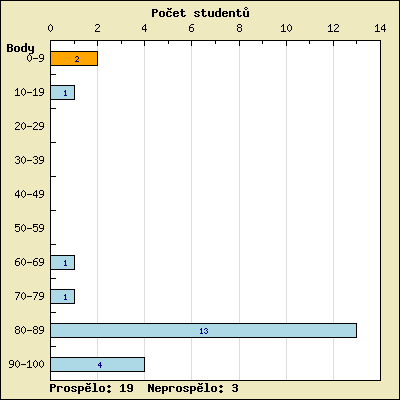 Počet studentů
0 2 4 6 8 10 12 14
Body
0-9 2
10-19 1
20-29
30-39
40-49
50-59
60-69 1
70-79 1
80-89 13
90-100 4
Prospělo: 19 Neprospělo: 3